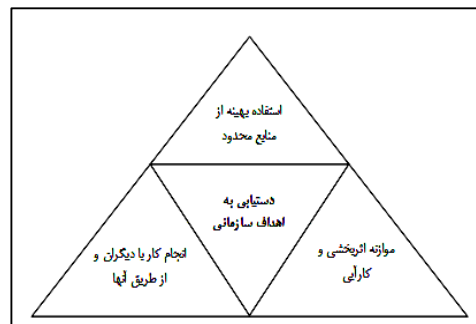 استفاده بهینه از
منابع محدود
دستیابی به
اهداف سازمانی
موازنه اثربخشی و
کارآیی
انجام کار با دیگران و
از طریق آنها